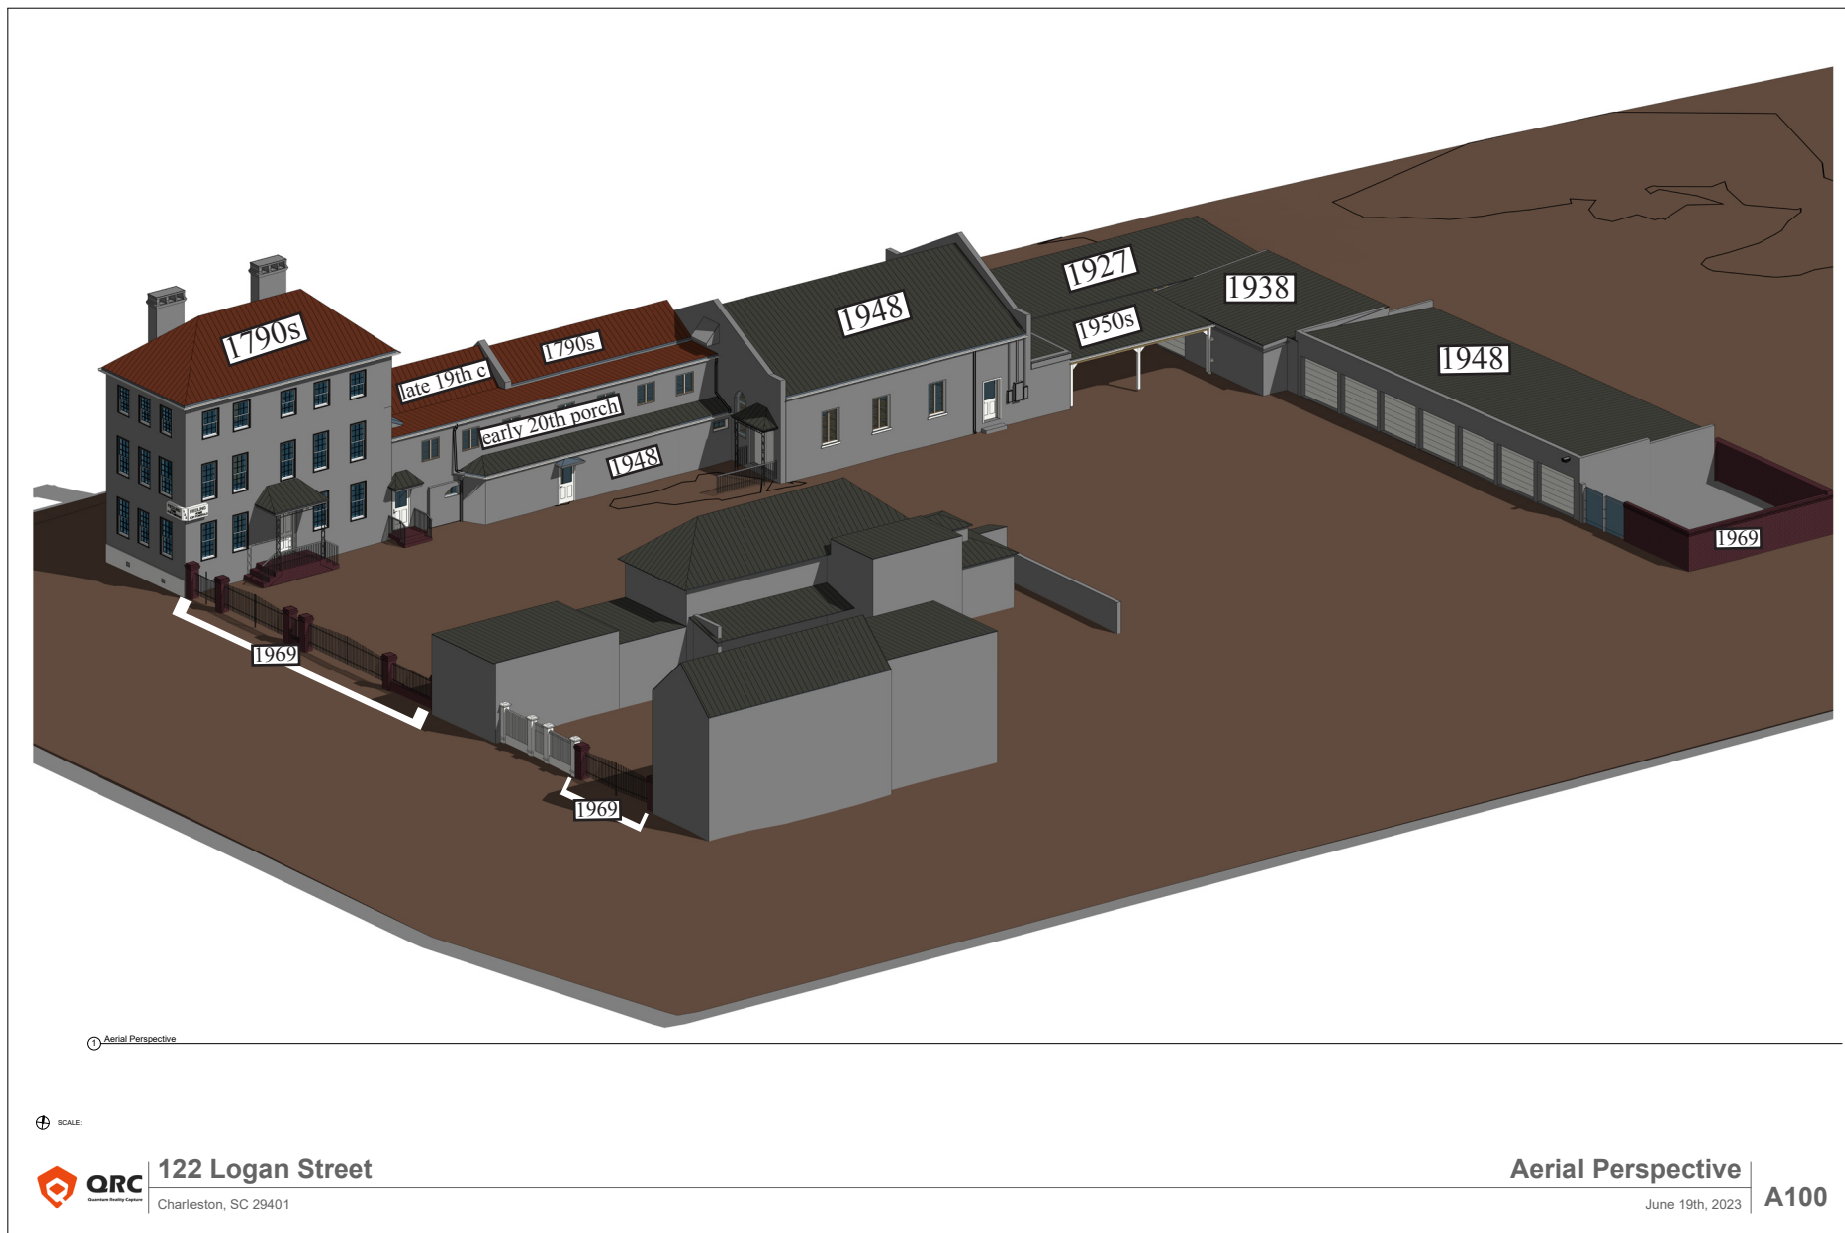 1790s
late 19th c
1790s
early 20th porch
1948
1948
1927
1950s
1938
1948
1969
1969
1969
1 Aerial Perspective
SCALE:
QRC
Quantum Reality Capture
122 Logan Street
Charleston, SC 29401
Aerial Perspective
June 19th, 2023
A100